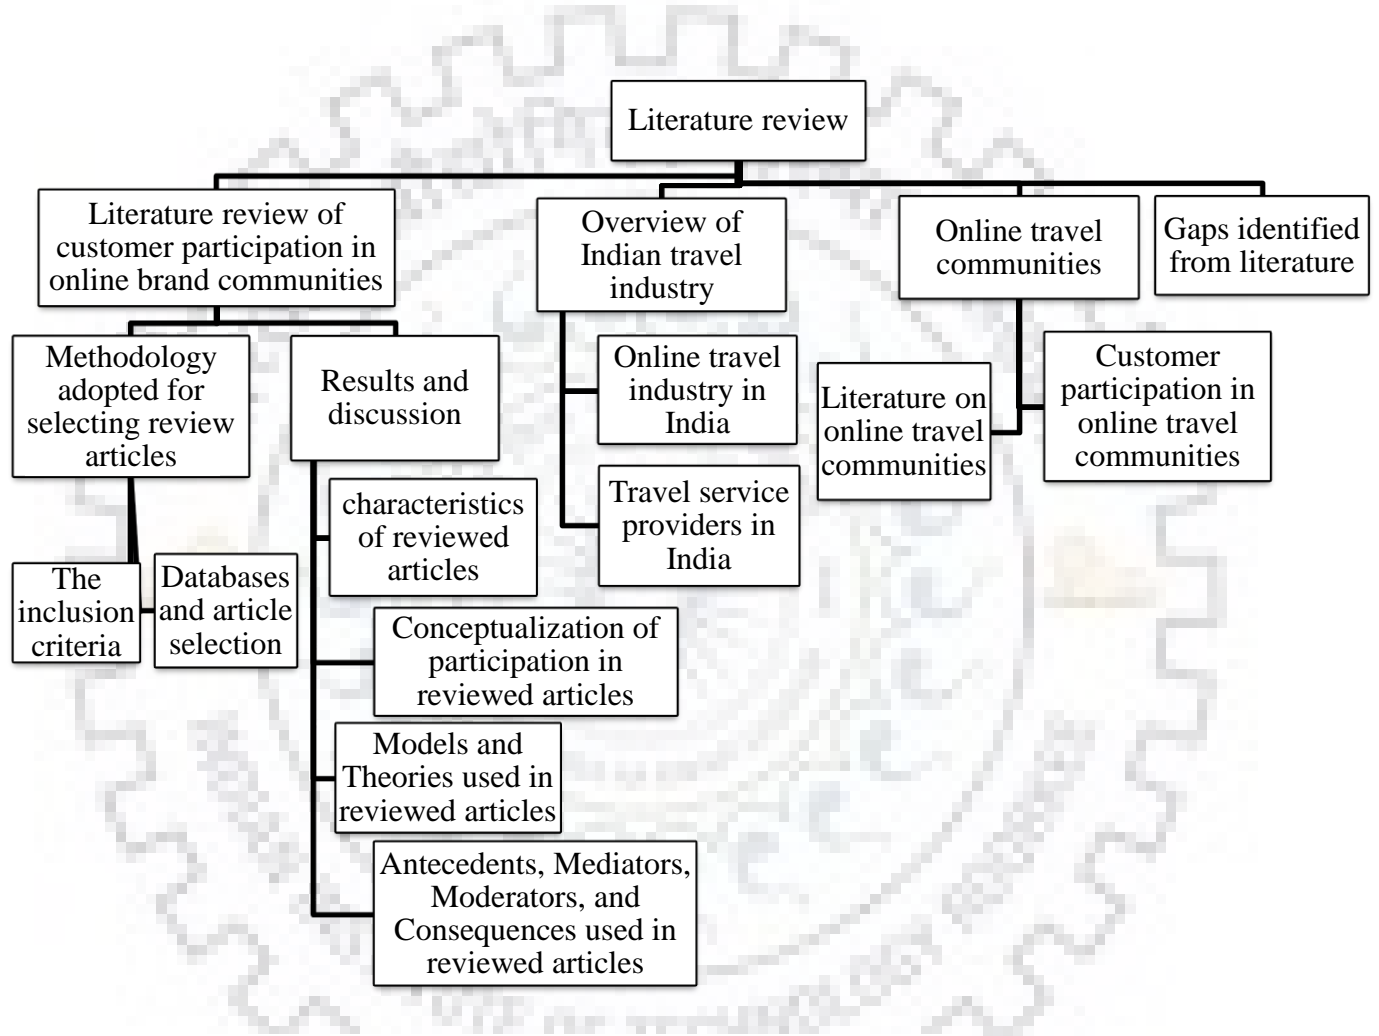 Literature review
Literature review of
customer participation in
online brand communities
Overview of
Indian travel
industry
Online travel
communities
Gaps identified
from literature
Methodology
adopted for
selecting review
articles
Results and
discussion
Online travel
industry in
India
Literature on
online travel
communities
Customer
participation in
online travel
communities
characteristics
of reviewed
articles
Travel service
providers in
India
The
inclusion
criteria
Databases
and article
selection
Conceptualization of
participation in
reviewed articles
Models and
Theories used in
reviewed articles
Antecedents, Mediators,
Moderators, and
Consequences used in
reviewed articles